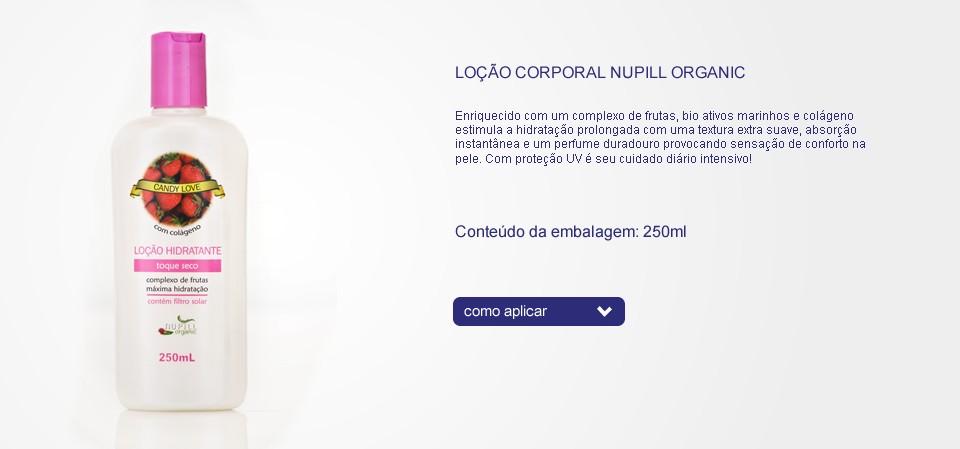 LOÇÃO CORPORAL NUPILL ORGANIC
Enriquecido com um complexo de frutas, bio ativos marinhos e colágeno
estimula a hidratação prolongada com uma textura extra suave, absorção
instantânea e um perfume duradouro provocando sensação de conforto na
pele. Com proteção UV é seu cuidado diário intensivo!
Conteúdo da embalagem: 250ml
como aplicar
CANDY LOVE
com colágeno
LOÇÃO HIDRATANTE
toque seco
complexo de frutas
máxima hidratação
contém filtro solar
NUPILL
organic
250mL